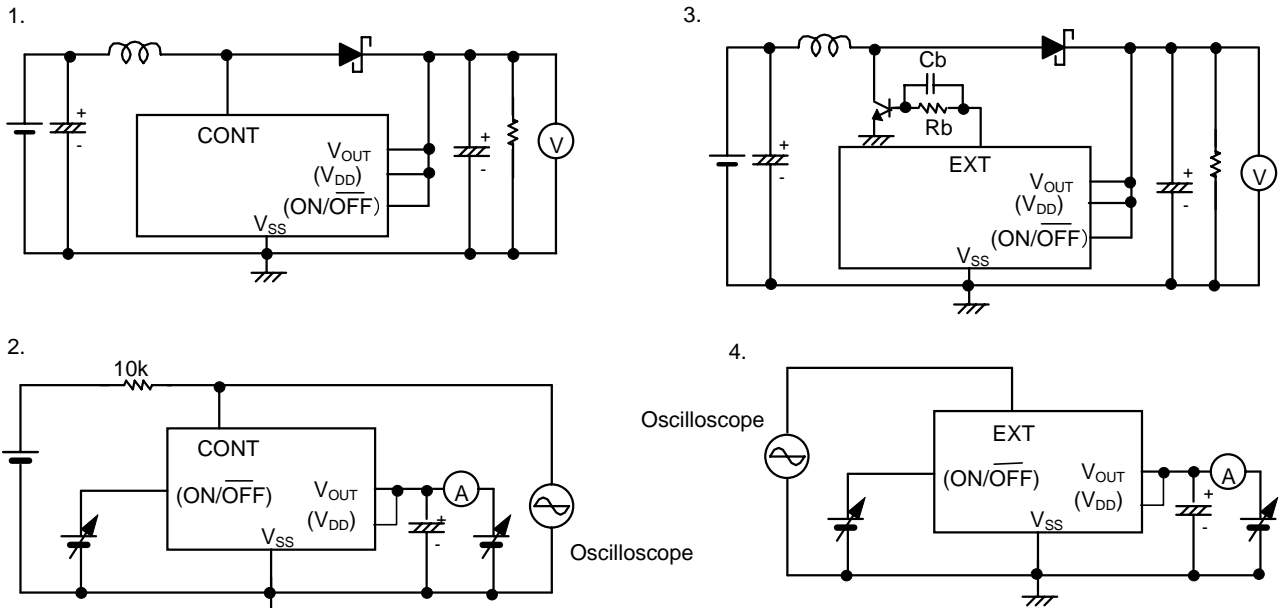 1.
+
-
CONT
VOUT
(VDD)
(ON/OFF)
VSS
+
-
V
3.
+
-
Cb
Rb
EXT
VOUT
(VDD)
(ON/OFF)
VSS
+
-
V
2.
10k
CONT
(ON/OFF)
VOUT
(VDD)
VSS
+
-
A
Oscilloscope
4.
Oscilloscope
EXT
(ON/OFF)
VOUT
(VDD)
VSS
+
-
A